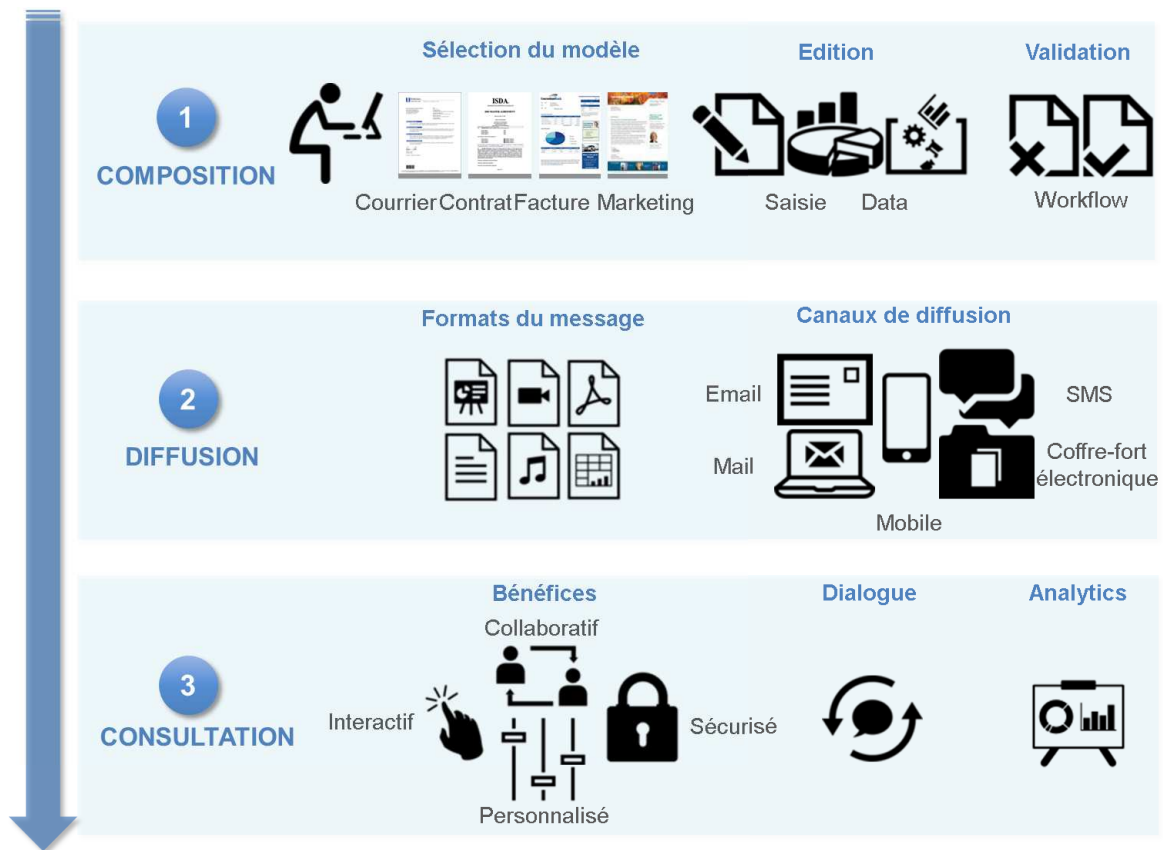 Sélection du modèle
Edition
Validation
1
COMPOSITION
ISDA
Courrier Contrat Facture Marketing
Saisie
Data
Workflow
Formats du message
Canaux de diffusion
2
DIFFUSION
Email
SMS
Mail
Coffre-fort
électronique
Mobile
Bénéfices
Dialogue
Analytics
Collaboratif
3
CONSULTATION
Interactif
Sécurisé
Personnalisé